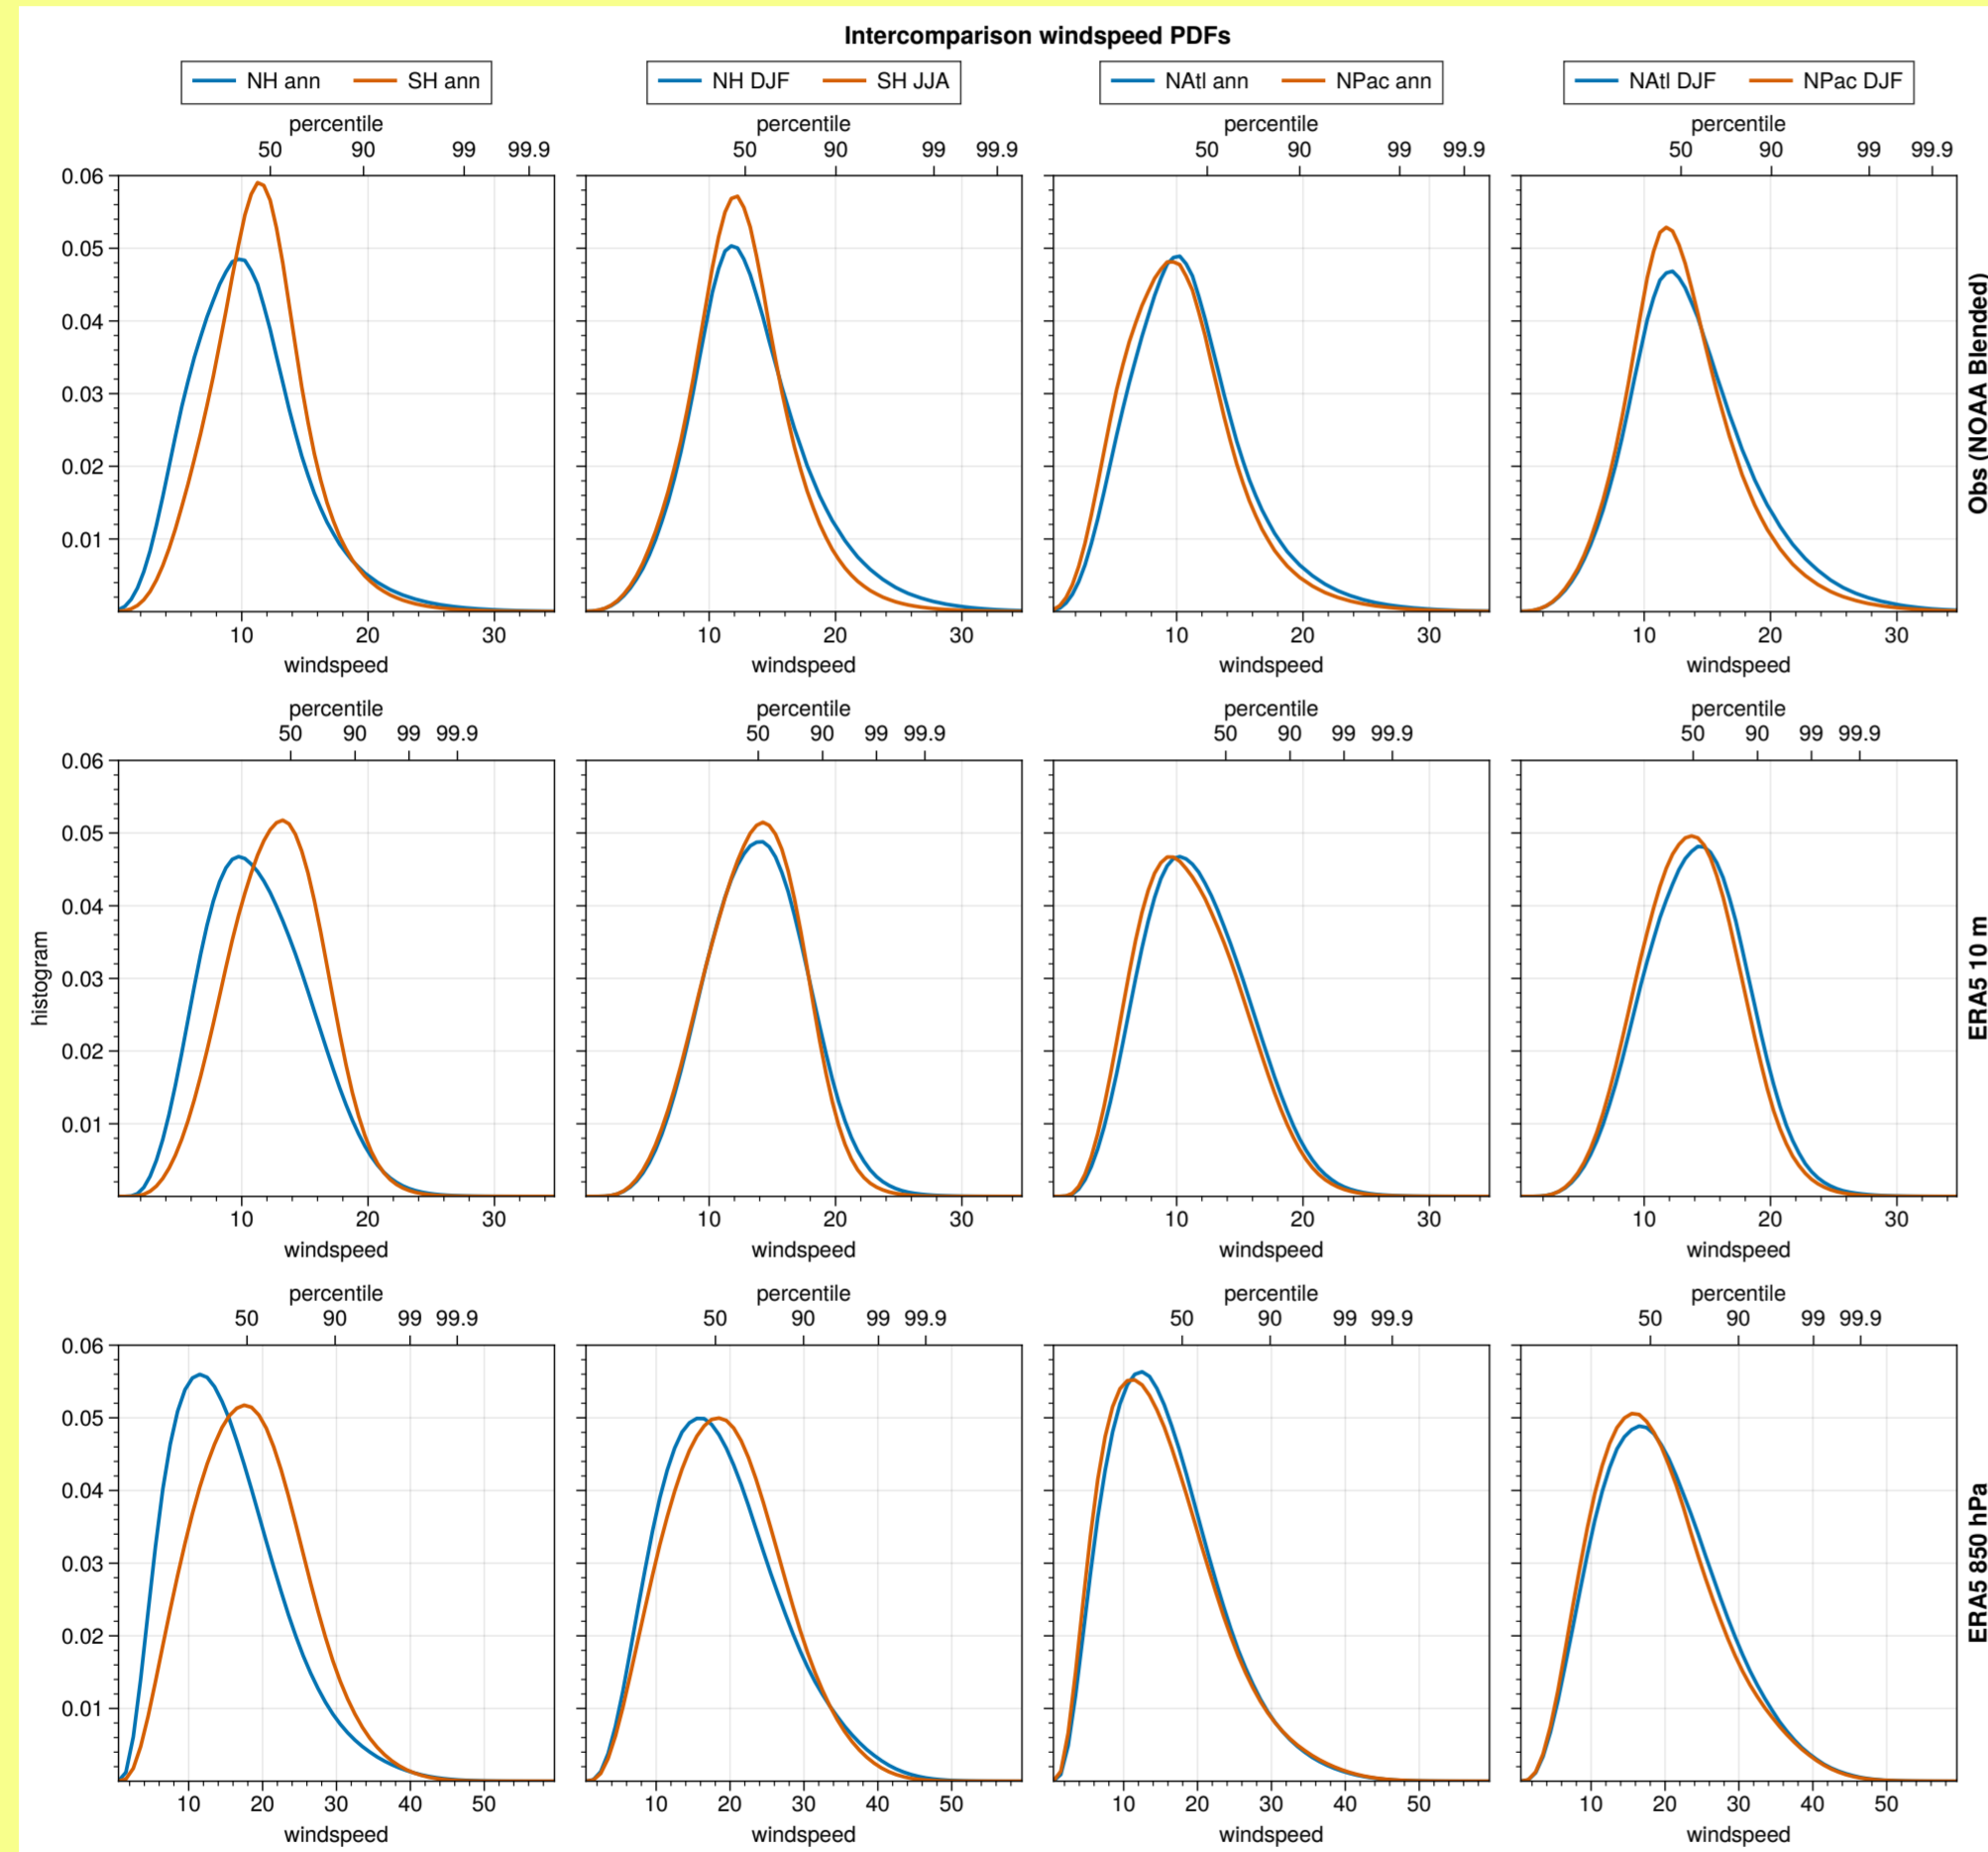 Intercomparison windspeed PDFs
NH ann SH ann NH DJF SH JJA NAtl ann NPac ann NAtl DJF NPac DJF
percentile percentile percentile percentile
50 90 99 99.9 50 90 99 99.9 50 90 99 99.9 50 90 99 99.9
0.06
0.05
0.04
0.03
0.02
0.01
Obs (NOAA Blended)
10 20 30 10 20 30 10 20 30 10 20 30
windspeed windspeed windspeed windspeed
percentile percentile percentile percentile
50 90 99 99.9 50 90 99 99.9 50 90 99 99.9 50 90 99 99.9
0.06
0.05
0.04
0.03
0.02
0.01
histogram
ERA5 10 m
10 20 30 10 20 30 10 20 30 10 20 30
windspeed windspeed windspeed windspeed
percentile percentile percentile percentile
50 90 99 99.9 50 90 99 99.9 50 90 99 99.9 50 90 99 99.9
0.06
0.05
0.04
0.03
0.02
0.01
ERA5 850 hPa
10 20 30 40 50 10 20 30 40 50 10 20 30 40 50 10 20 30 40 50
windspeed windspeed windspeed windspeed